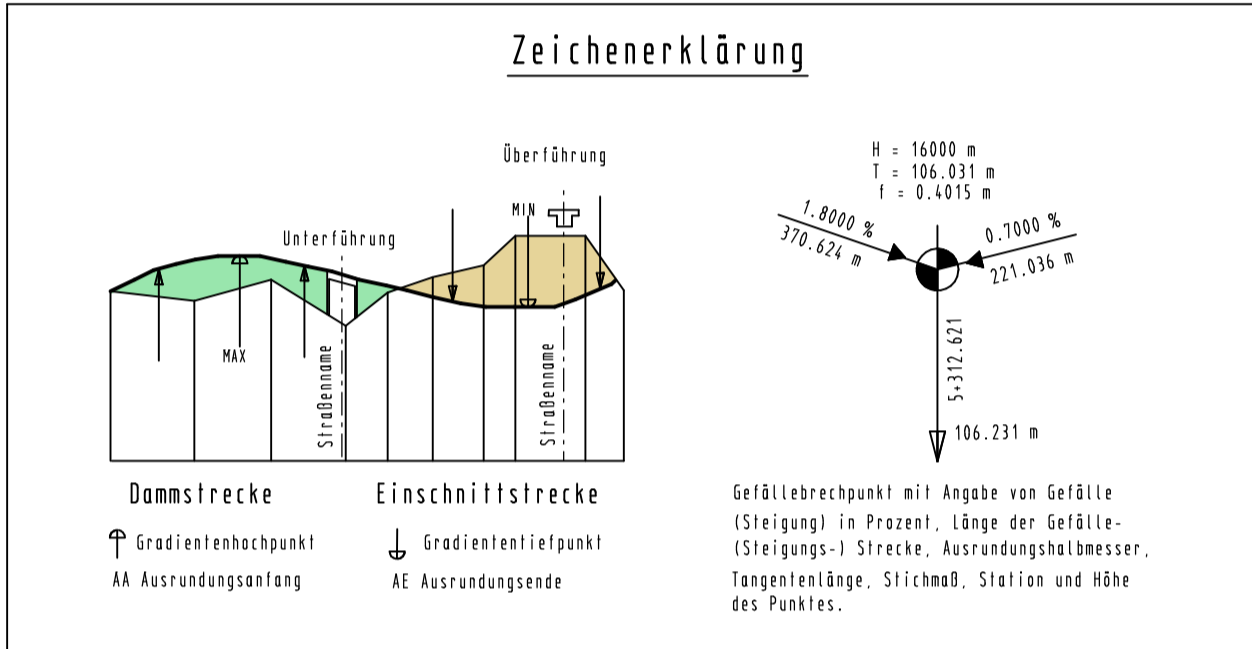 Zeichenerklärung
Überführung
MIN
Unterführung
MAX
Straßenname
Straßenname
Dammstrecke
Einschnittstrecke
Gradientenhochpunkt
Gradiententiefpunkt
AA Ausrundungsanfang
AE Ausrundungsende
H = 16000 m
T = 106.031 m
f = 0.4015 m
1.8000 %
370.624 m
0.7000 %
221.036 m
5+312.621
106.231 m
Gefällebrechpunkt mit Angabe von Gefälle
(Steigung) in Prozent, Länge der Gefälle-
(Steigungs-) Strecke, Ausrundungshalbmesser,
Tangentenlänge, Stichmaß, Station und Höhe
des Punktes.